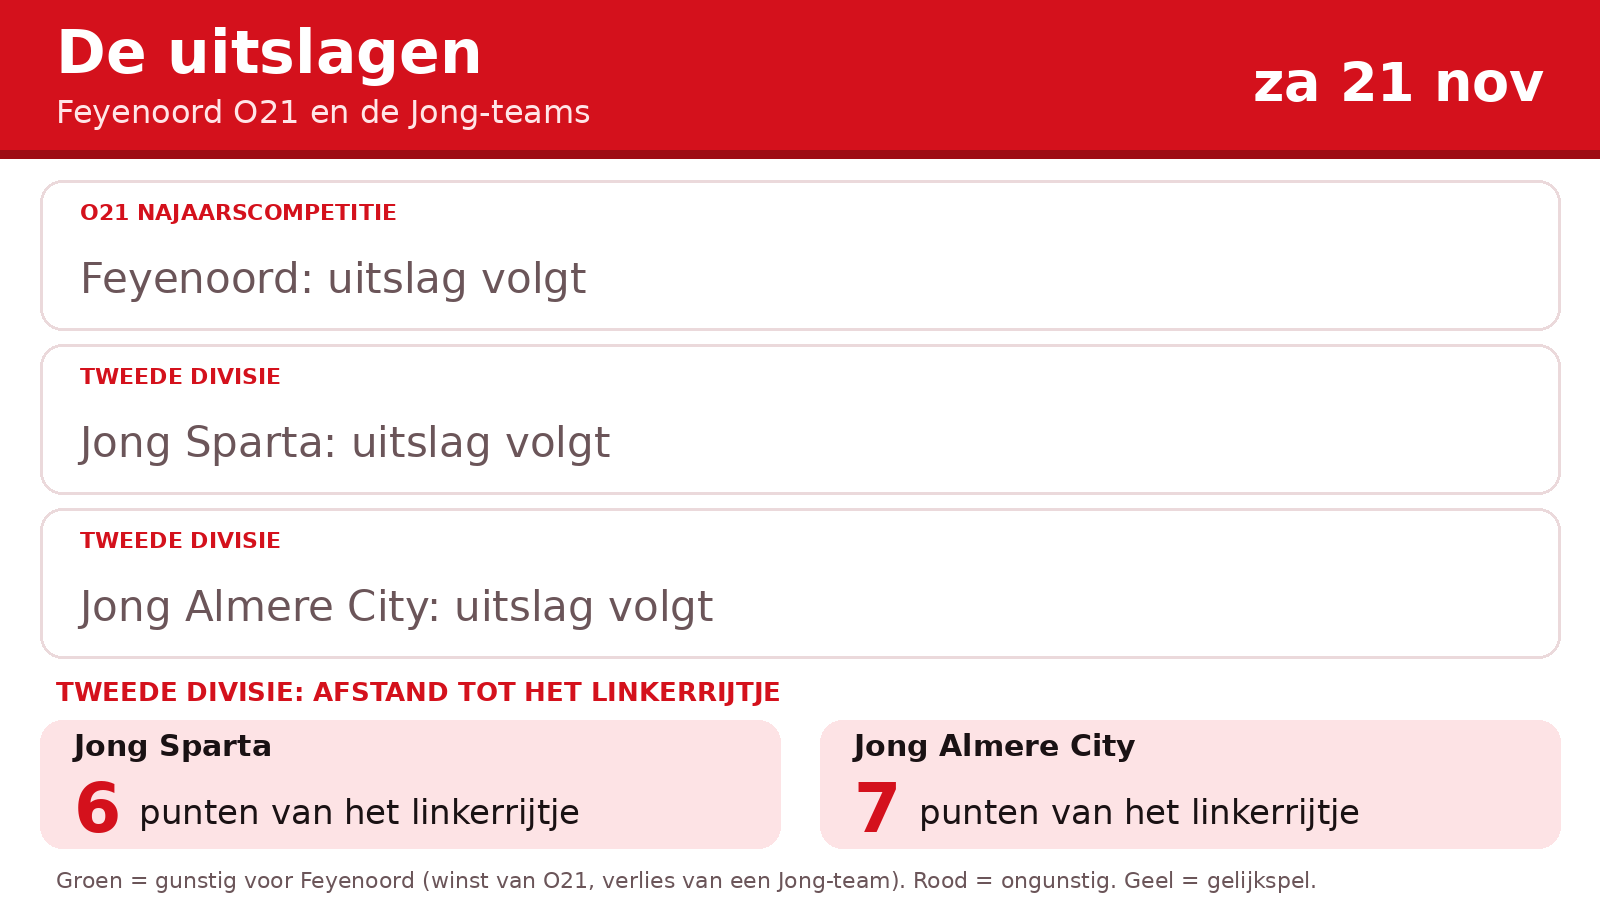 De uitslagen
Feyenoord O21 en de Jong-teams
za 21 nov
O21 NAJAARSCOMPETITIE
Feyenoord: uitslag volgt
TWEEDE DIVISIE
Jong Sparta: uitslag volgt
TWEEDE DIVISIE
Jong Almere City: uitslag volgt
TWEEDE DIVISIE: AFSTAND TOT HET LINKERRIJTJE
Jong Sparta
6 punten van het linkerrijtje
Jong Almere City
7 punten van het linkerrijtje
Groen = gunstig voor Feyenoord (winst van O21, verlies van een Jong-team). Rood = ongunstig. Geel = gelijkspel.